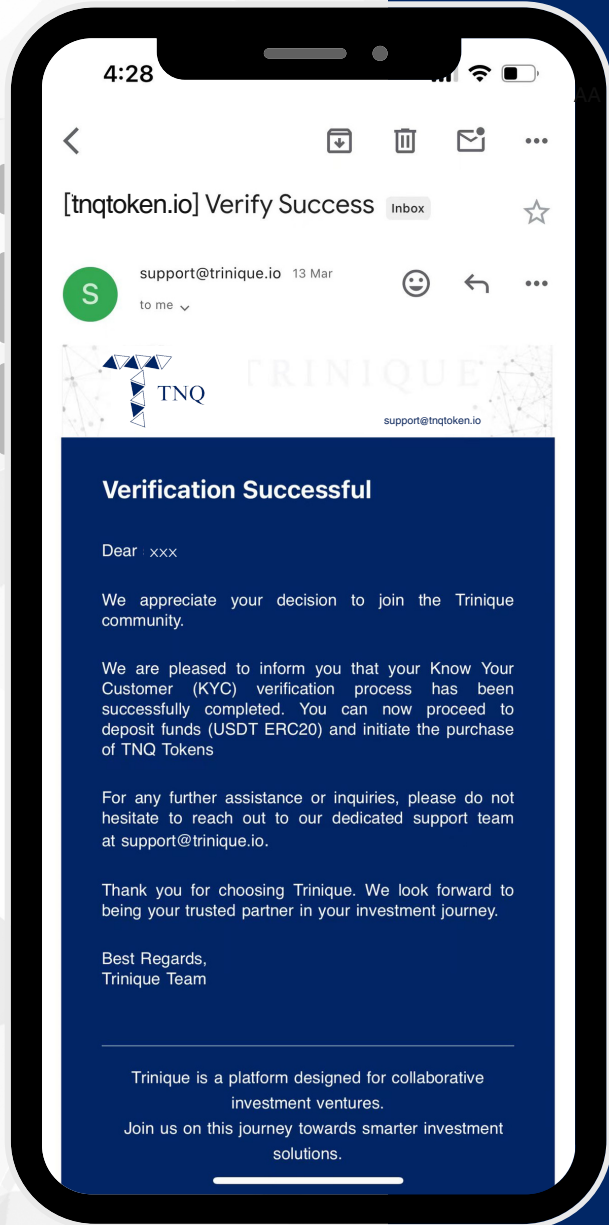 4:28
AA
[tnqtoken.io] Verify Success Inbox
support@trinique.io 13 Mar
S
to me
TRINIQUE
TNQ
support@tnqtoken.io
Verification Successful
Dear : xxx
We appreciate your decision to join the Trinique
community.
We are pleased to inform you that your Know Your
Customer (KYC) verification process has been
successfully completed. You can now proceed to
deposit funds (USDT ERC20) and initiate the purchase
of TNQ Tokens
For any further assistance or inquiries, please do not
hesitate to reach out to our dedicated support team
at support@trinique.io.
Thank you for choosing Trinique. We look forward to
being your trusted partner in your investment journey.
Best Regards,
Trinique Team
Trinique is a platform designed for collaborative
investment ventures.
Join us on this journey towards smarter investment
solutions.